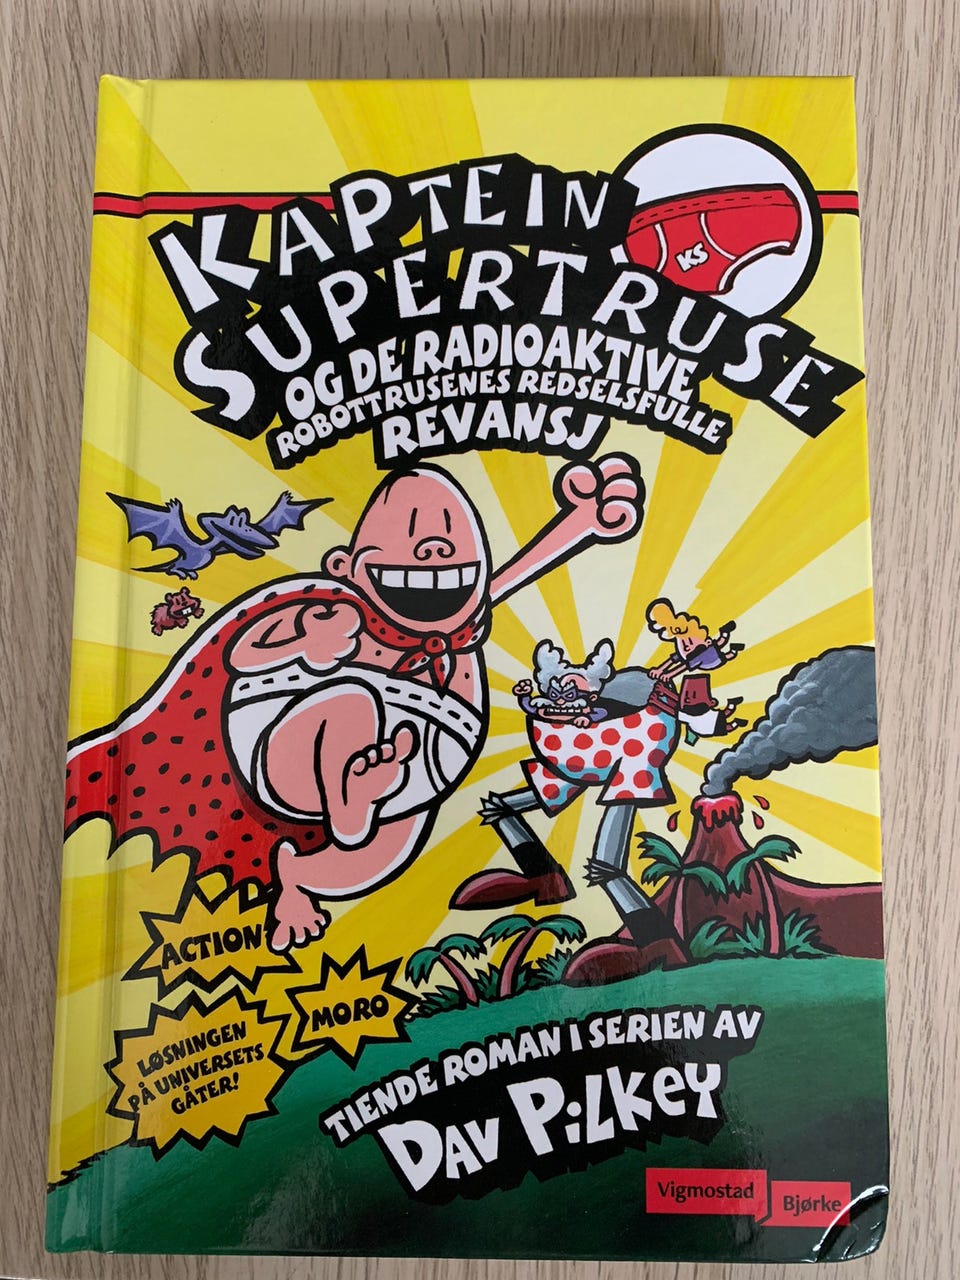 KAPTEIN
KS
SUPERTRUSE
OG DE RADIOAKTIVE
ROBOTTRUSENES REDSELSFULLE
REVANSJ
ACTION
MORO
LØSNINGEN
PÅ UNIVERSETS
GÅTER!
TIENDE ROMAN I SERIEN AV
DAV PiLKEY
Vigmostad
Bjørke